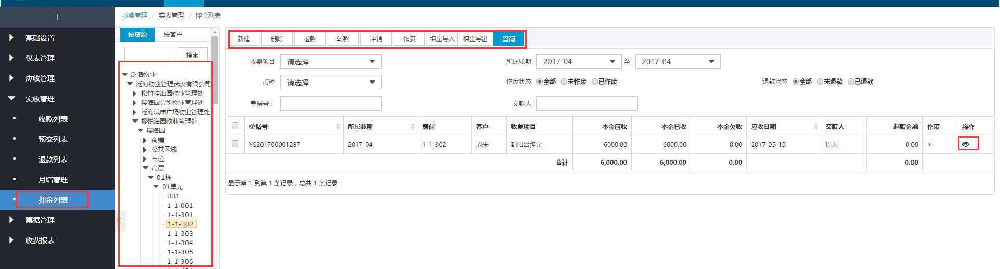 收费管理 / 实收管理 / 押金列表
基础设置
仪表管理
应收管理
实收管理
收款列表
预交列表
退款列表
月结管理
押金列表
票据管理
收费报表
按资源 按客户
搜索
泛海物业
泛海物业管理武汉有限公司
松竹桂海园物业管理处
樱海园会所物业管理处
泛海城市广场物业管理处
樱悦海园物业管理处
樱海园
商铺
公共区域
车位
高层
01栋
01单元
001
1-1-001
1-1-301
1-1-302
1-1-303
1-1-304
1-1-305
1-1-306
新建 删除 退款 转款 冲销 作废 押金导入 押金导出 查询
收费项目 请选择 所属账期 2017-04 至 2017-04
币种 请选择 作废状态 全部 未作废 已作废 退款状态 全部 未退款 已退款
单据号： 交款人
单据号 所属账期 房间 客户 收费项目 本金应收 本金已收 本金欠收 应收日期 交款人 退款金额 作废 操作
YS201700001287 2017-04 1-1-302 周来 封阳台押金 6000.00 6000.00 0.00 2017-05-19 周天 0.00 ×
合计 6,000.00 6,000.00 0.00 0.00
显示第 1 到第 1 条记录，总共 1 条记录